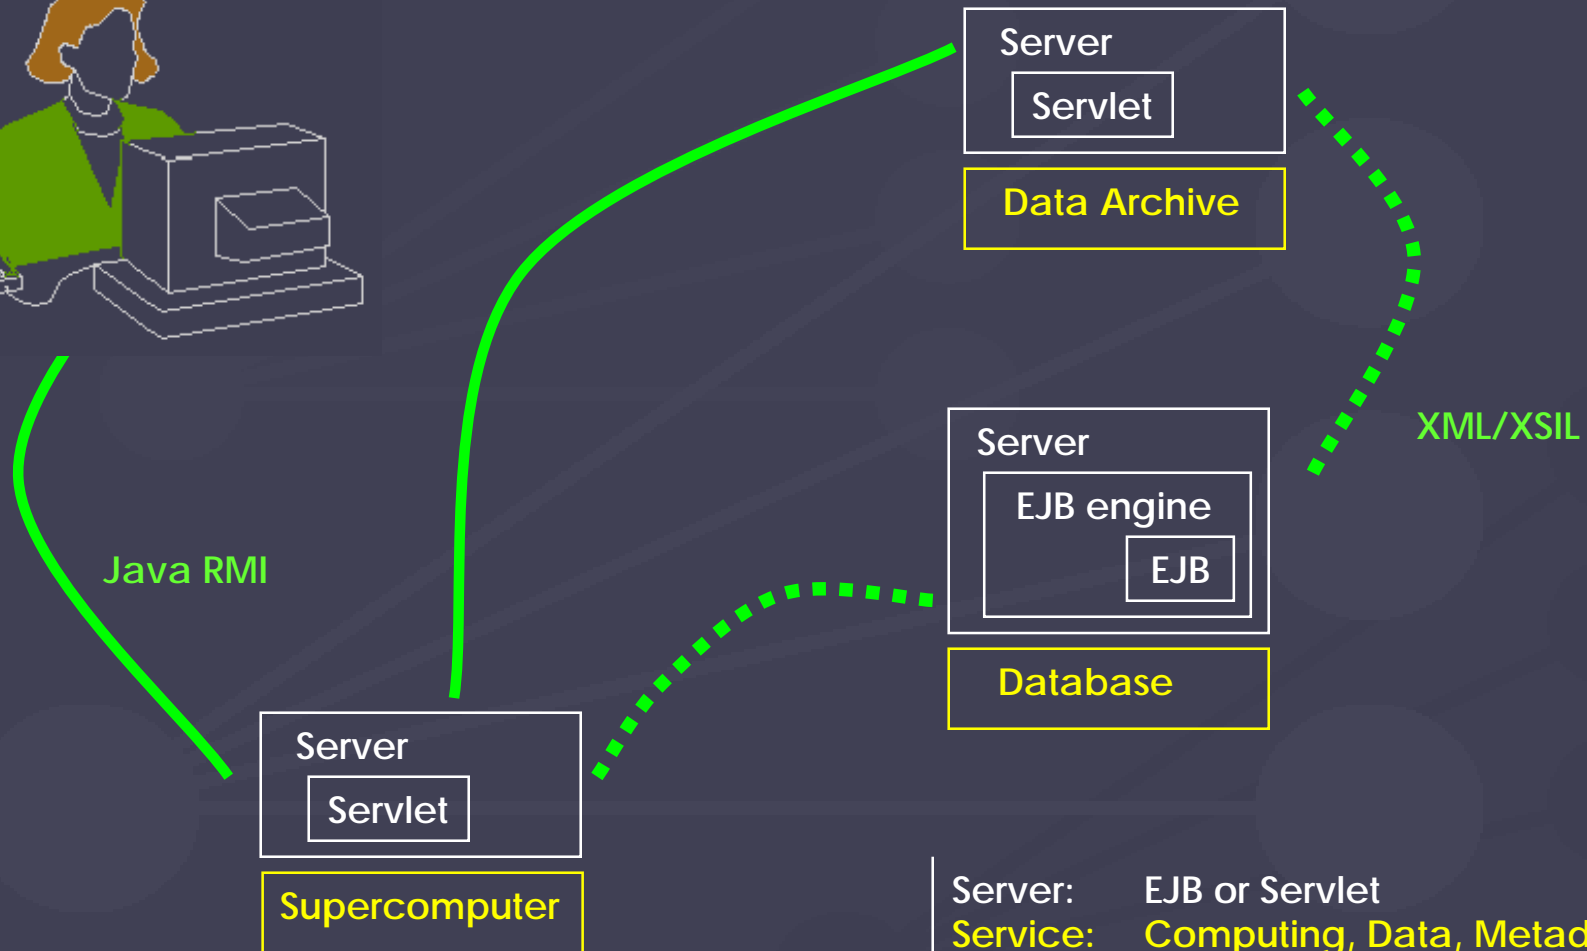 Server
Servlet
Data Archive
XML/XSIL
Server
EJB engine
EJB
Java RMI
Database
Server
Servlet
Supercomputer
Server: EJB or Servlet
Service: Computing, Data,